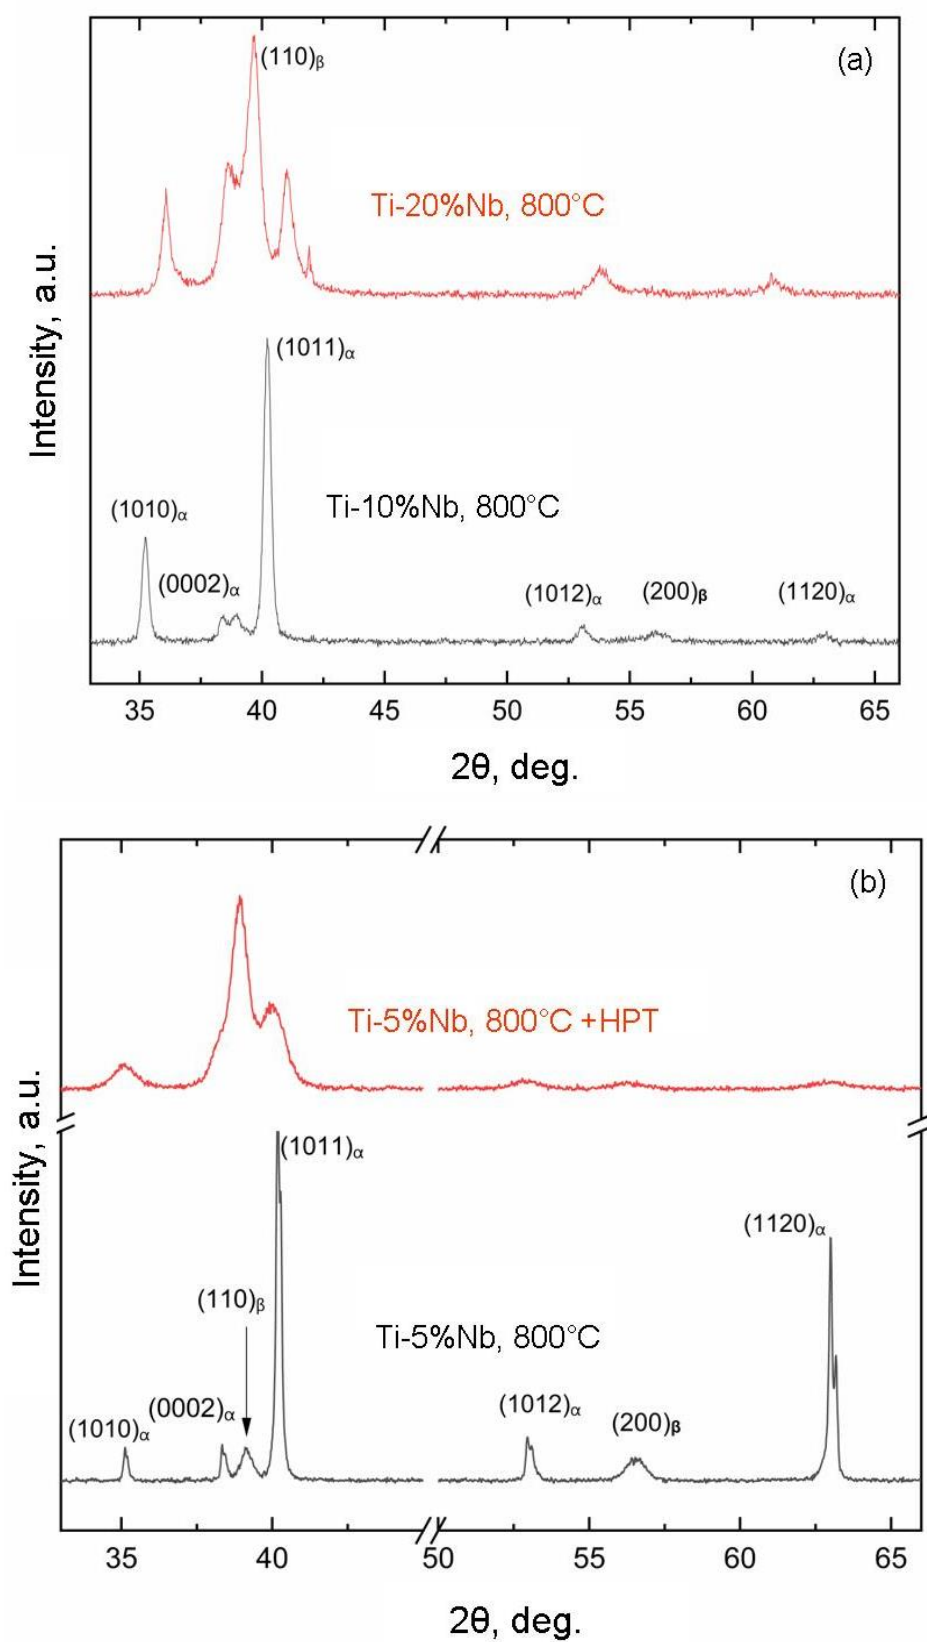 (a)
(110)β
Ti-20%Nb, 800°C
Intensity, a.u.
(1011)α
Ti-10%Nb, 800°C
(1010)α
(0002)α
(1012)α
(200)β
(1120)α
35 40 45 50 55 60 65
2θ, deg.
(b)
Ti-5%Nb, 800°C +HPT
Intensity, a.u.
(1011)α
(1120)α
(110)β
Ti-5%Nb, 800°C
(0002)α
(1010)α
(1012)α
(200)β
35 40 50 55 60 65
2θ, deg.